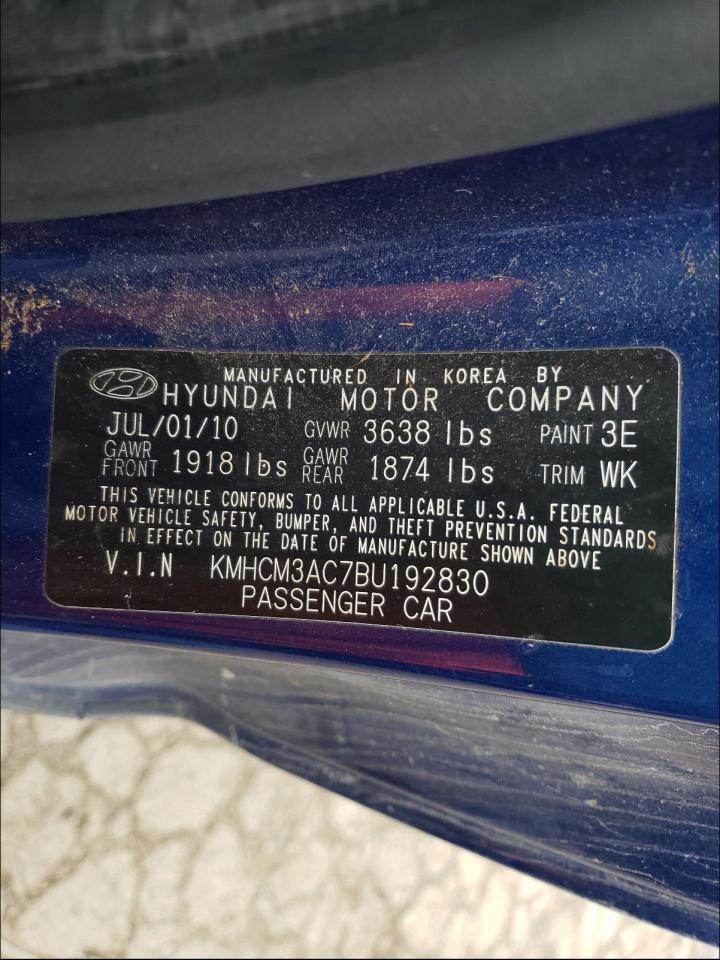 MANUFACTURED IN KOREA BY
HYUNDAI MOTOR COMPANY
JUL/01/10 GVWR 3638 lbs PAINT 3E
GAWR FRONT 1918 lbs GAWR REAR 1874 lbs TRIM WK
THIS VEHICLE CONFORMS TO ALL APPLICABLE U.S.A. FEDERAL
MOTOR VEHICLE SAFETY, BUMPER, AND THEFT PREVENTION STANDARDS
IN EFFECT ON THE DATE OF MANUFACTURE SHOWN ABOVE
V.I.N KMHCM3AC7BU192830
PASSENGER CAR